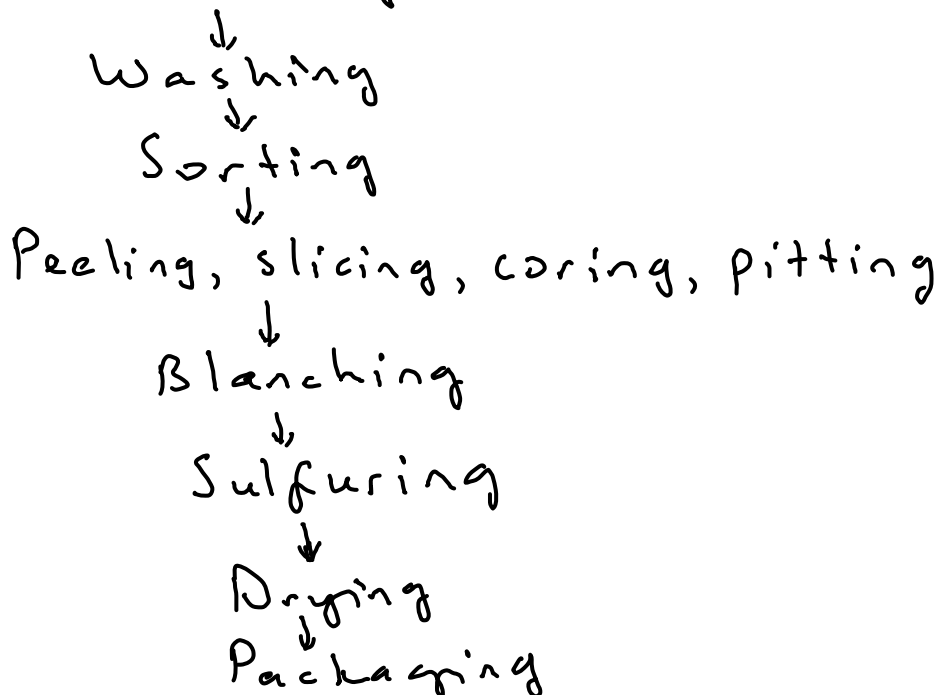 Washing
Sorting
Peeling, slicing, coring, pitting
Blanching
Sulfuring
Drying
Packaging